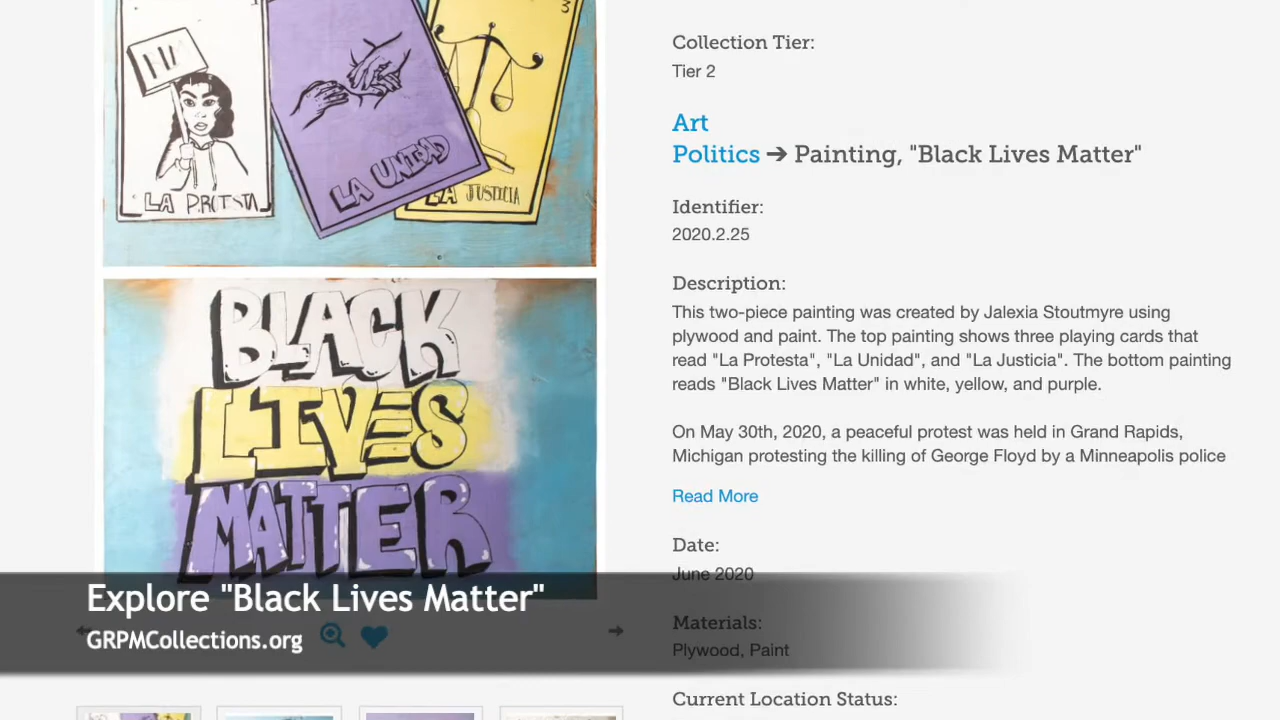 3
HM
LA PROTSTA
LA UNIDAD
LA JUSTICIA
BLACK
LIVES
MATTER
Collection Tier:
Tier 2
Art
Politics ➔ Painting, "Black Lives Matter"
Identifier:
2020.2.25
Description:
This two-piece painting was created by Jalexia Stoutmyre using
plywood and paint. The top painting shows three playing cards that
read "La Protesta", "La Unidad", and "La Justicia". The bottom painting
reads "Black Lives Matter" in white, yellow, and purple.
On May 30th, 2020, a peaceful protest was held in Grand Rapids,
Michigan protesting the killing of George Floyd by a Minneapolis police
Read More
Date:
June 2020
Materials:
Plywood, Paint
Current Location Status:
Explore "Black Lives Matter"
GRPMCollections.org